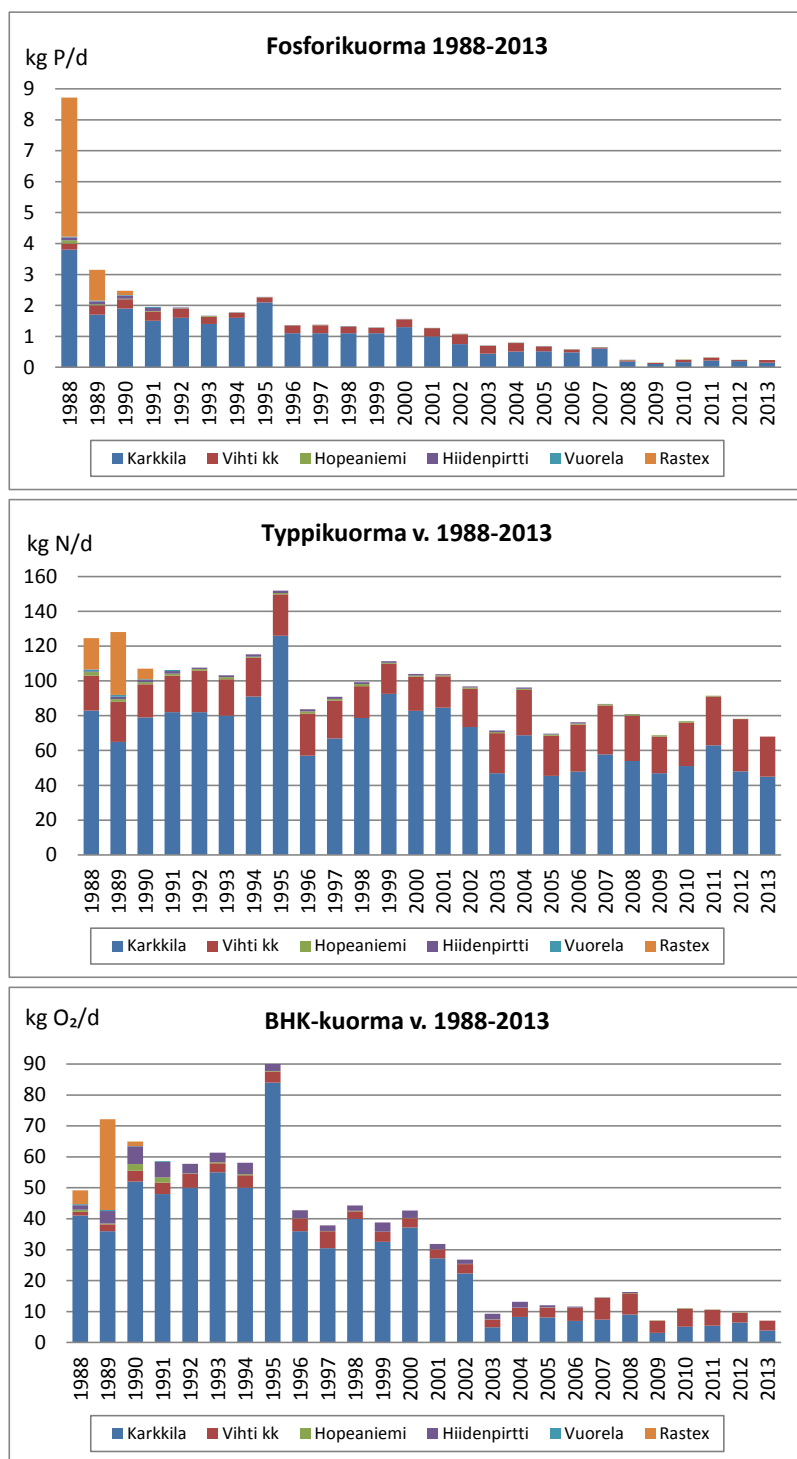 Fosforikuorma 1988-2013
kg P/d
9
8
7
6
5
4
3
2
1
0
1988 1989 1990 1991 1992 1993 1994 1995 1996 1997 1998 1999 2000 2001 2002 2003 2004 2005 2006 2007 2008 2009 2010 2011 2012 2013
Karkkila Vihti kk Hopeaniemi Hiidenpirtti Vuorela Rastex
Typpikuorma v. 1988-2013
kg N/d
160
140
120
100
80
60
40
20
0
1988 1989 1990 1991 1992 1993 1994 1995 1996 1997 1998 1999 2000 2001 2002 2003 2004 2005 2006 2007 2008 2009 2010 2011 2012 2013
Karkkila Vihti kk Hopeaniemi Hiidenpirtti Vuorela Rastex
BHK-kuorma v. 1988-2013
kg O₂/d
90
80
70
60
50
40
30
20
10
0
1988 1989 1990 1991 1992 1993 1994 1995 1996 1997 1998 1999 2000 2001 2002 2003 2004 2005 2006 2007 2008 2009 2010 2011 2012 2013
Karkkila Vihti kk Hopeaniemi Hiidenpirtti Vuorela Rastex